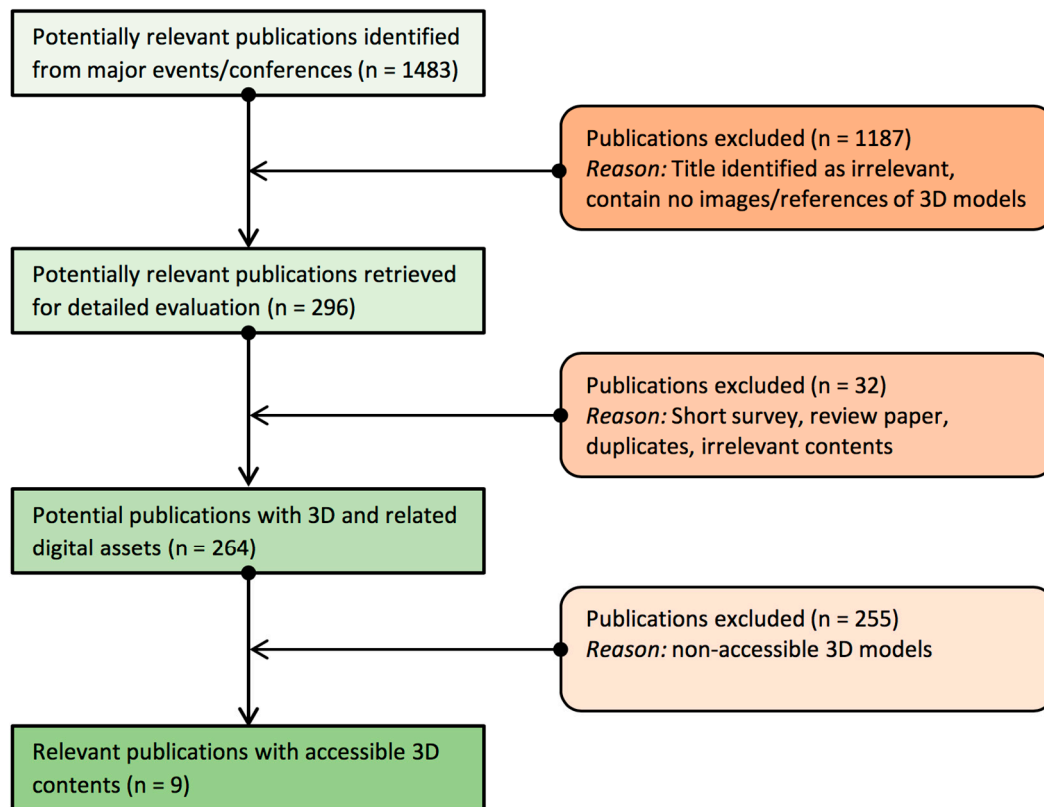 Potentially relevant publications identified
from major events/conferences (n = 1483)
Publications excluded (n = 1187)
Reason: Title identified as irrelevant,
contain no images/references of 3D models
Potentially relevant publications retrieved
for detailed evaluation (n = 296)
Publications excluded (n = 32)
Reason: Short survey, review paper,
duplicates, irrelevant contents
Potential publications with 3D and related
digital assets (n = 264)
Publications excluded (n = 255)
Reason: non-accessible 3D models
Relevant publications with accessible 3D
contents (n = 9)